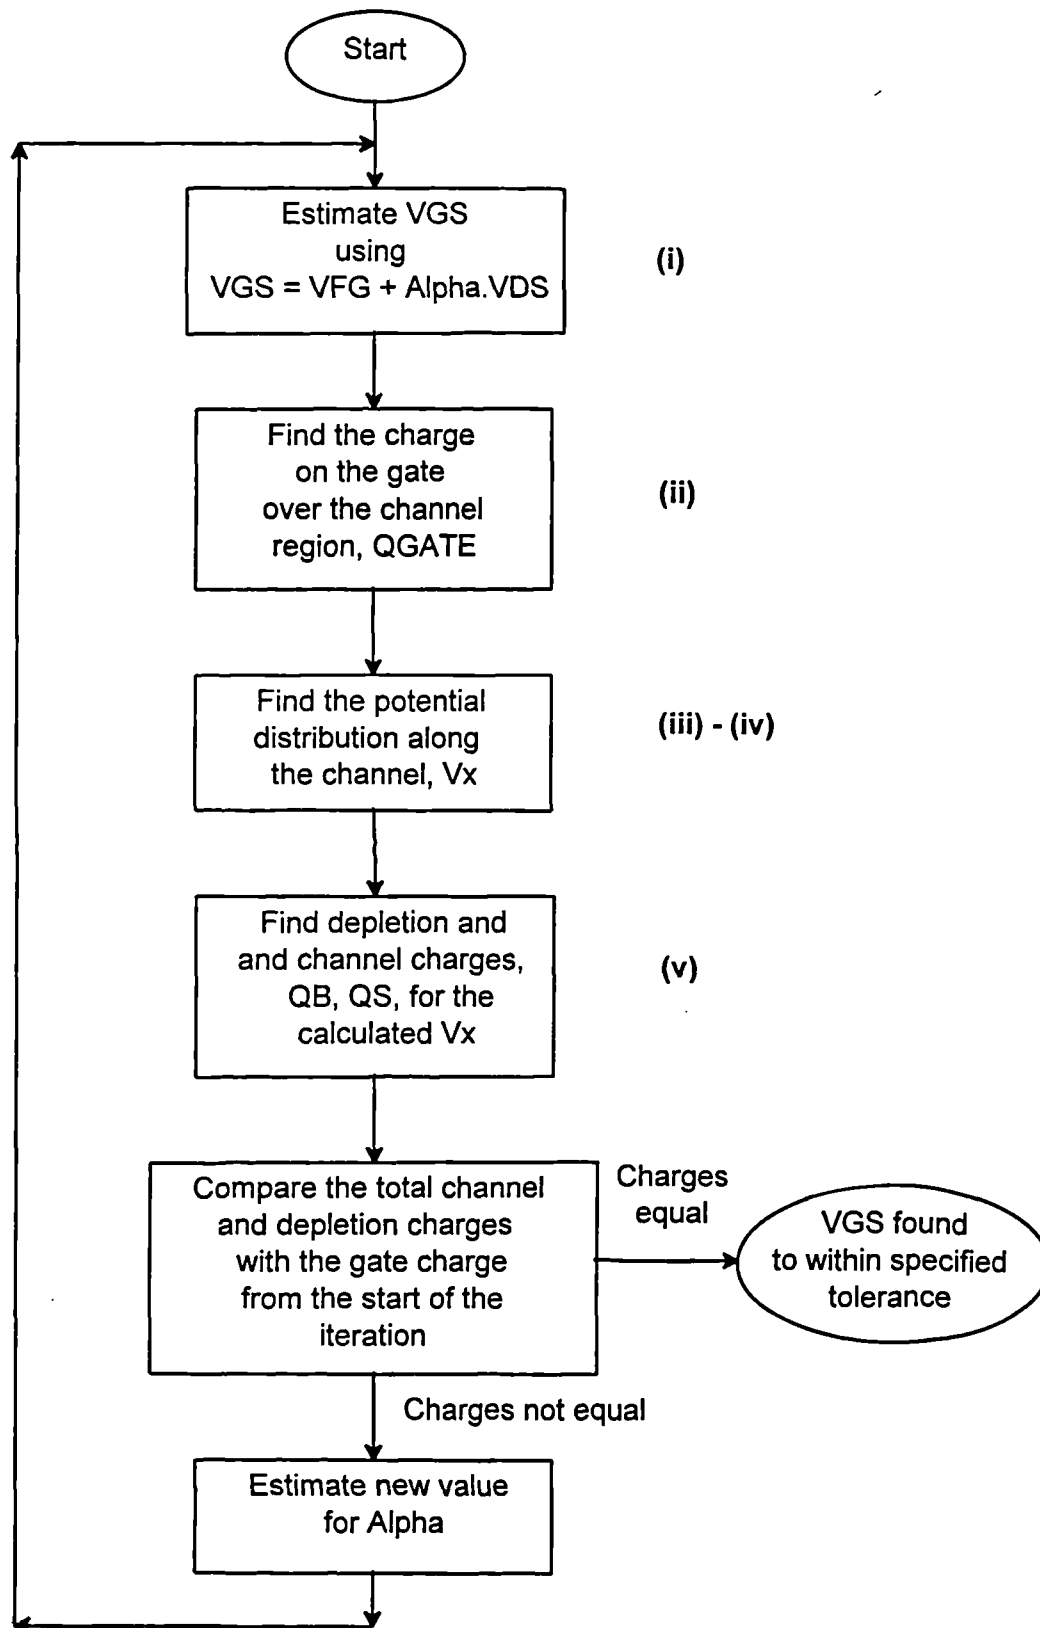 Start
Estimate VGS
using
VGS = VFG + Alpha.VDS
(i)
Find the charge
on the gate
over the channel
region, QGATE
(ii)
Find the potential
distribution along
the channel, Vx
(iii) - (iv)
Find depletion and
and channel charges,
QB, QS, for the
calculated Vx
(v)
Compare the total channel
and depletion charges
with the gate charge
from the start of the
iteration
Charges
equal
VGS found
to within specified
tolerance
Charges not equal
Estimate new value
for Alpha